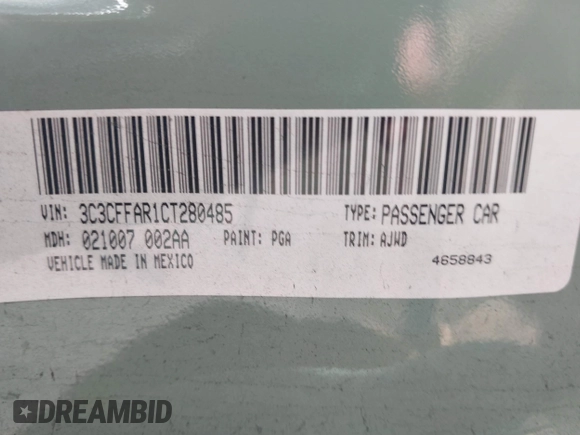 VIN: 3C3CFFAR1CT280485 TYPE: PASSENGER CAR
MDH: 021007 002AA PAINT: PGA TRIM: AJWD
VEHICLE MADE IN MEXICO 4658843
DREAMBID